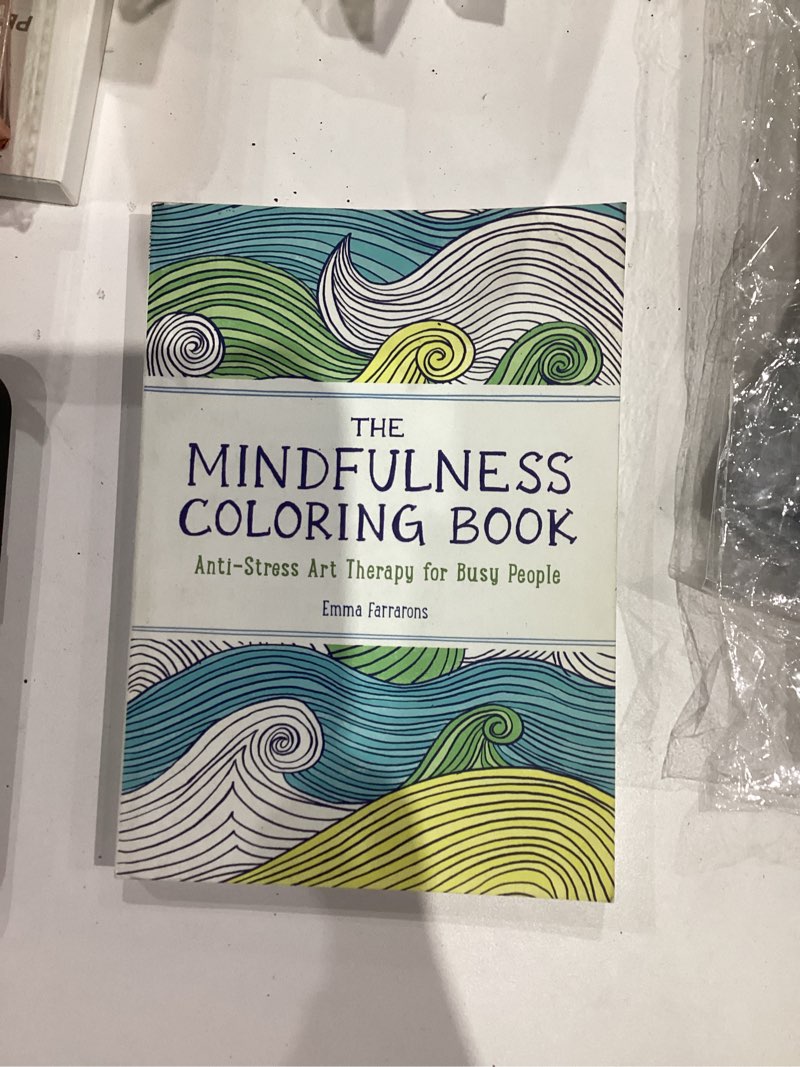 THE
MINDFULNESS
COLORING BOOK
Anti-Stress Art Therapy for Busy People
Emma Farrarons